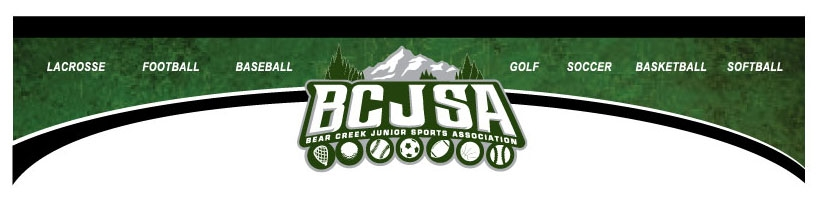 LACROSSE FOOTBALL BASEBALL GOLF SOCCER BASKETBALL SOFTBALL
BCJSA
BEAR CREEK JUNIOR SPORTS ASSOCIATION